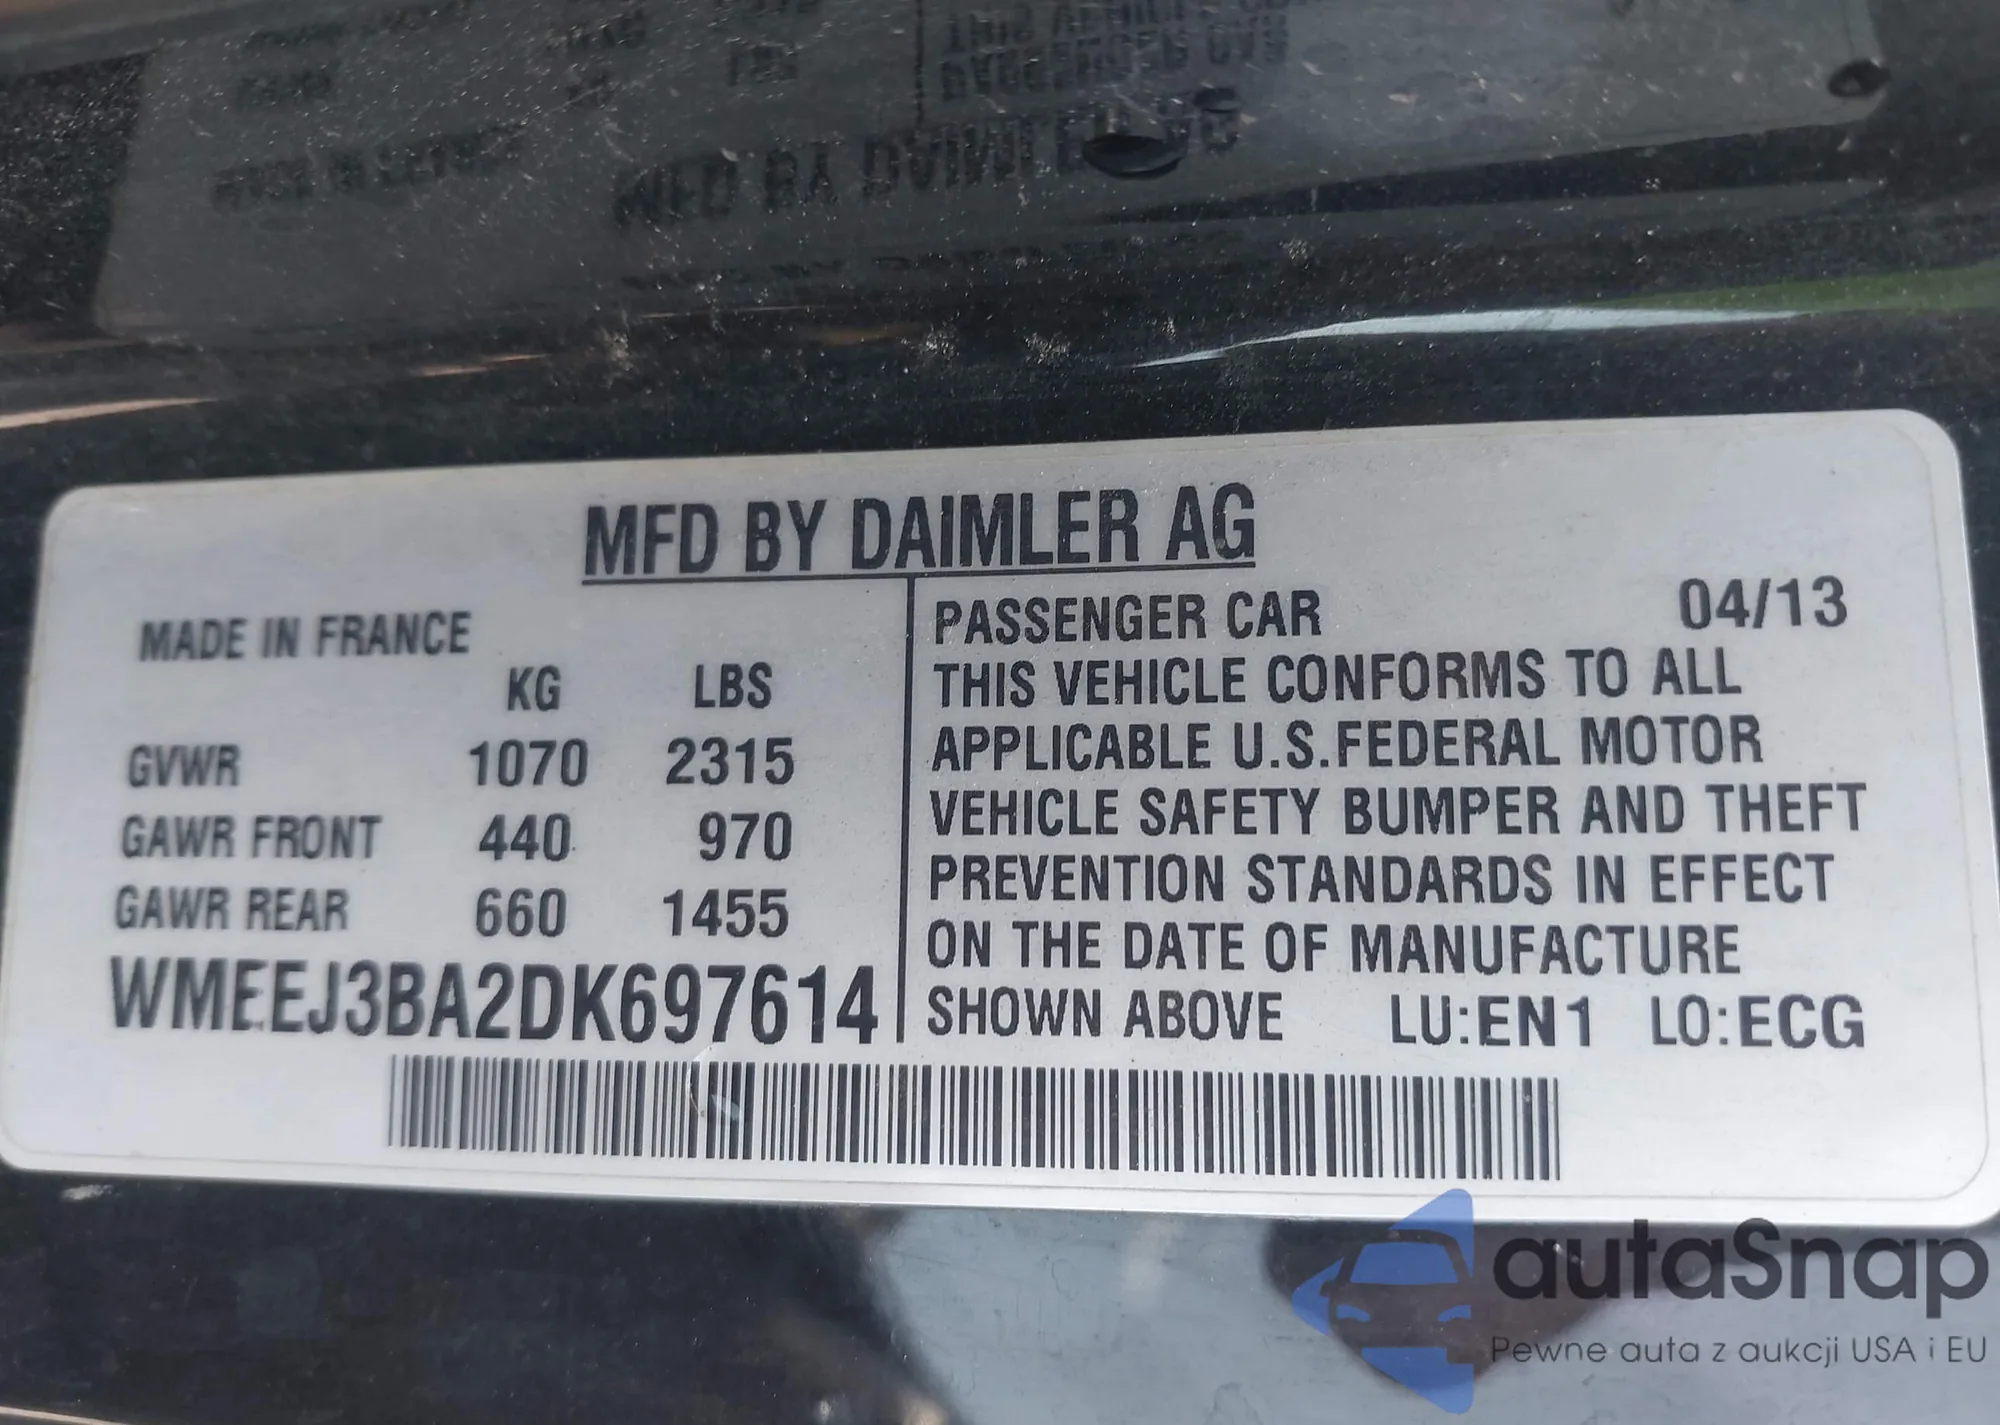 MFD BY DAIMLER AG
MADE IN FRANCE
KG LBS
GVWR 1070 2315
GAWR FRONT 440 970
GAWR REAR 660 1455
WMEEJ3BA2DK697614
PASSENGER CAR 04/13
THIS VEHICLE CONFORMS TO ALL
APPLICABLE U.S.FEDERAL MOTOR
VEHICLE SAFETY BUMPER AND THEFT
PREVENTION STANDARDS IN EFFECT
ON THE DATE OF MANUFACTURE
SHOWN ABOVE LU:EN1 LO:ECG
autaSnap
Pewne auta z aukcji USA i EU